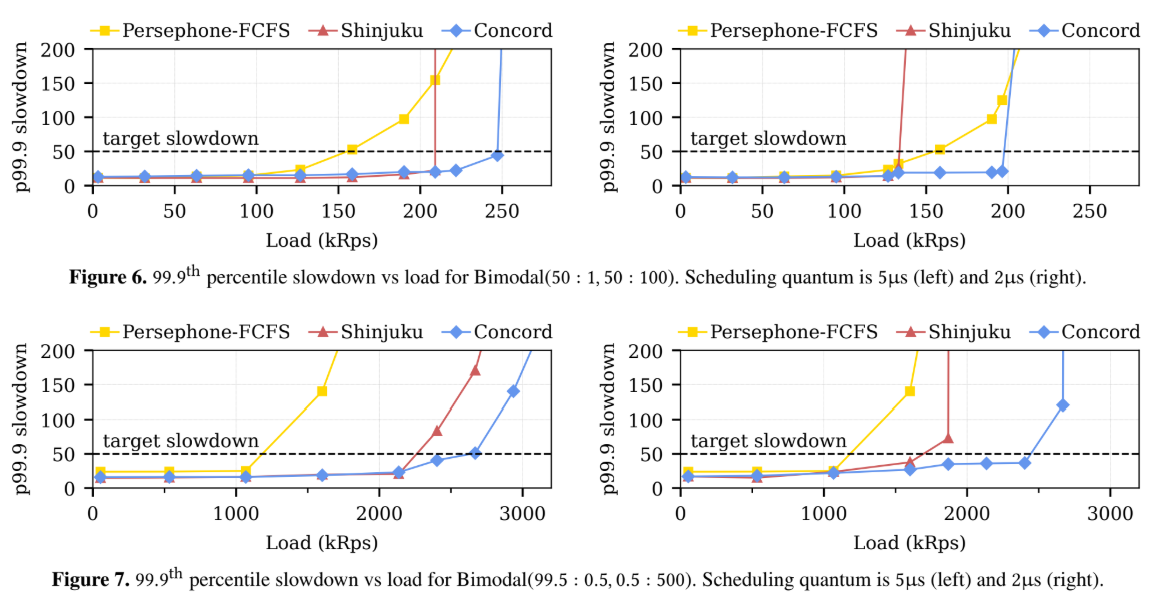 Persephone-FCFS Shinjuku Concord
200
150
100
50
0
p99.9 slowdown
target slowdown
0 50 100 150 200 250
Load (kRps)
Persephone-FCFS Shinjuku Concord
200
150
100
50
0
p99.9 slowdown
target slowdown
0 50 100 150 200 250
Load (kRps)
Figure 6. 99.9th percentile slowdown vs load for Bimodal(50 : 1, 50 : 100). Scheduling quantum is 5μs (left) and 2μs (right).
Persephone-FCFS Shinjuku Concord
200
150
100
50
0
p99.9 slowdown
target slowdown
0 1000 2000 3000
Load (kRps)
Persephone-FCFS Shinjuku Concord
200
150
100
50
0
p99.9 slowdown
target slowdown
0 1000 2000 3000
Load (kRps)
Figure 7. 99.9th percentile slowdown vs load for Bimodal(99.5 : 0.5, 0.5 : 500). Scheduling quantum is 5μs (left) and 2μs (right).